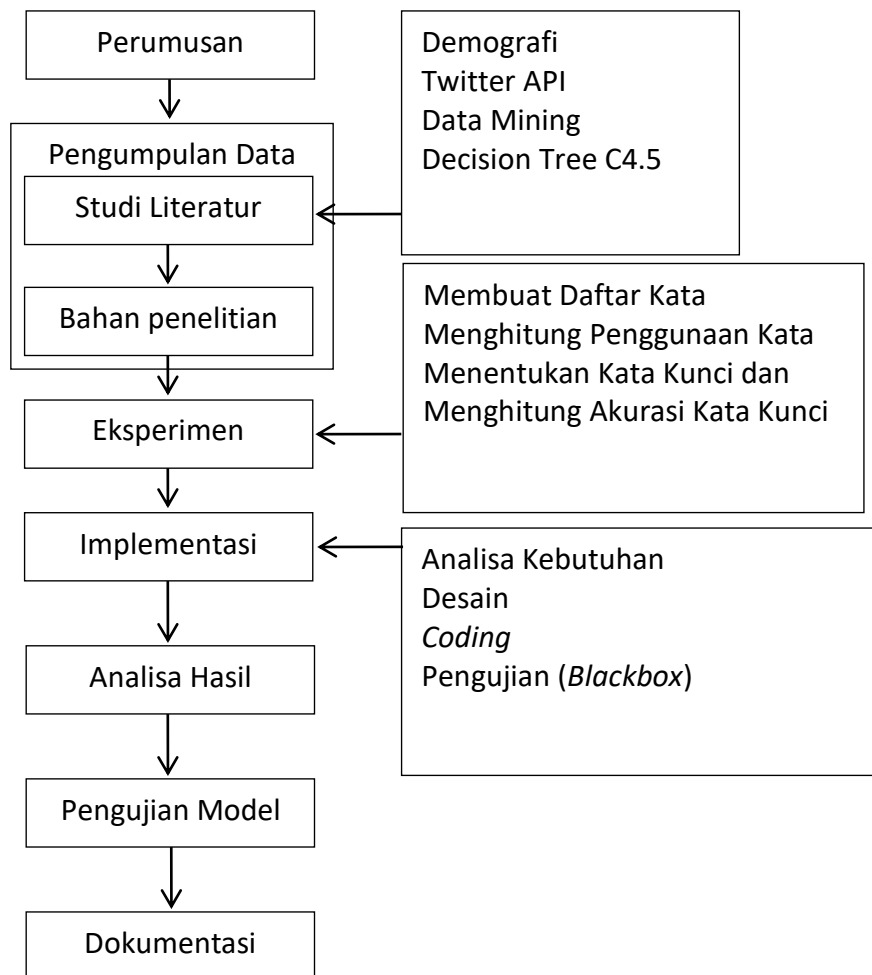 Perumusan
Pengumpulan Data
Studi Literatur
Bahan penelitian
Eksperimen
Implementasi
Analisa Hasil
Pengujian Model
Dokumentasi
Demografi
Twitter API
Data Mining
Decision Tree C4.5
Membuat Daftar Kata
Menghitung Penggunaan Kata
Menentukan Kata Kunci dan
Menghitung Akurasi Kata Kunci
Analisa Kebutuhan
Desain
Coding
Pengujian (Blackbox)